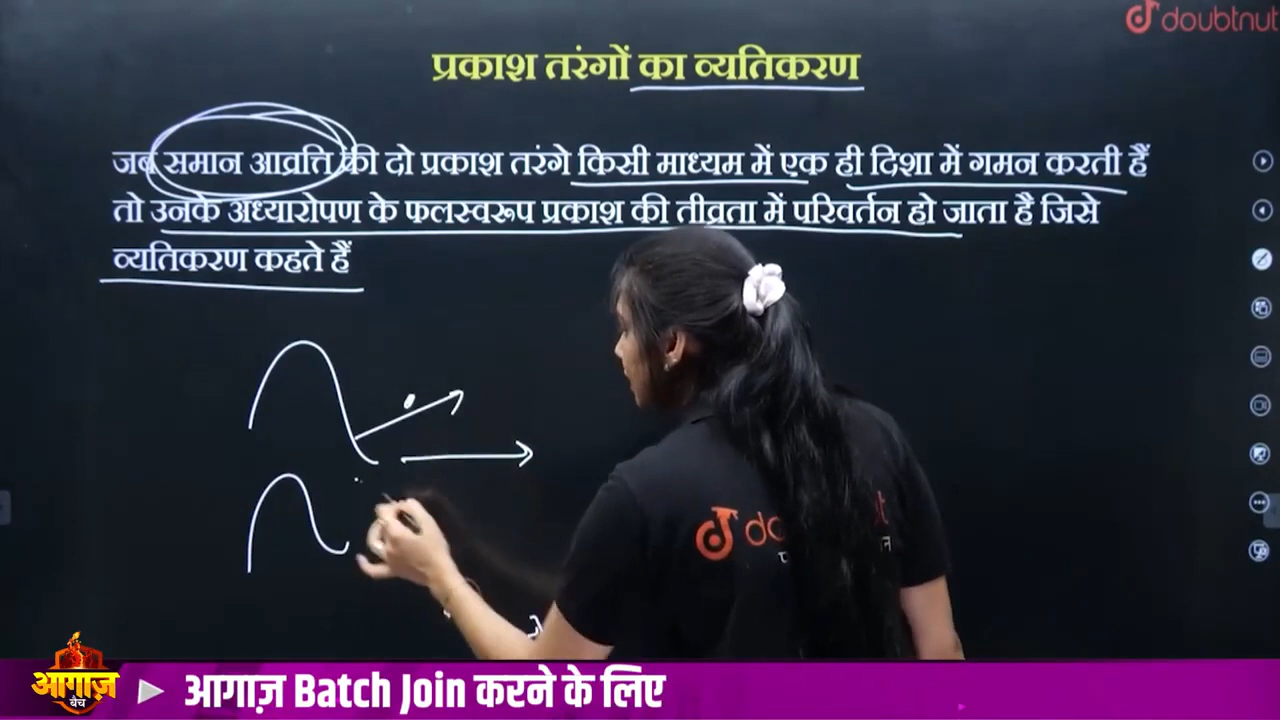 doubtnut
प्रकाश तरंगों का व्यतिकरण
जब समान आव्रत्ति की दो प्रकाश तरंगे किसी माध्यम में एक ही दिशा में गमन करती हैं
तो उनके अध्यारोपण के फलस्वरूप प्रकाश की तीव्रता में परिवर्तन हो जाता है जिसे
व्यतिकरण कहते हैं
आगाज़
बैच
आगाज़ Batch Join करने के लिए